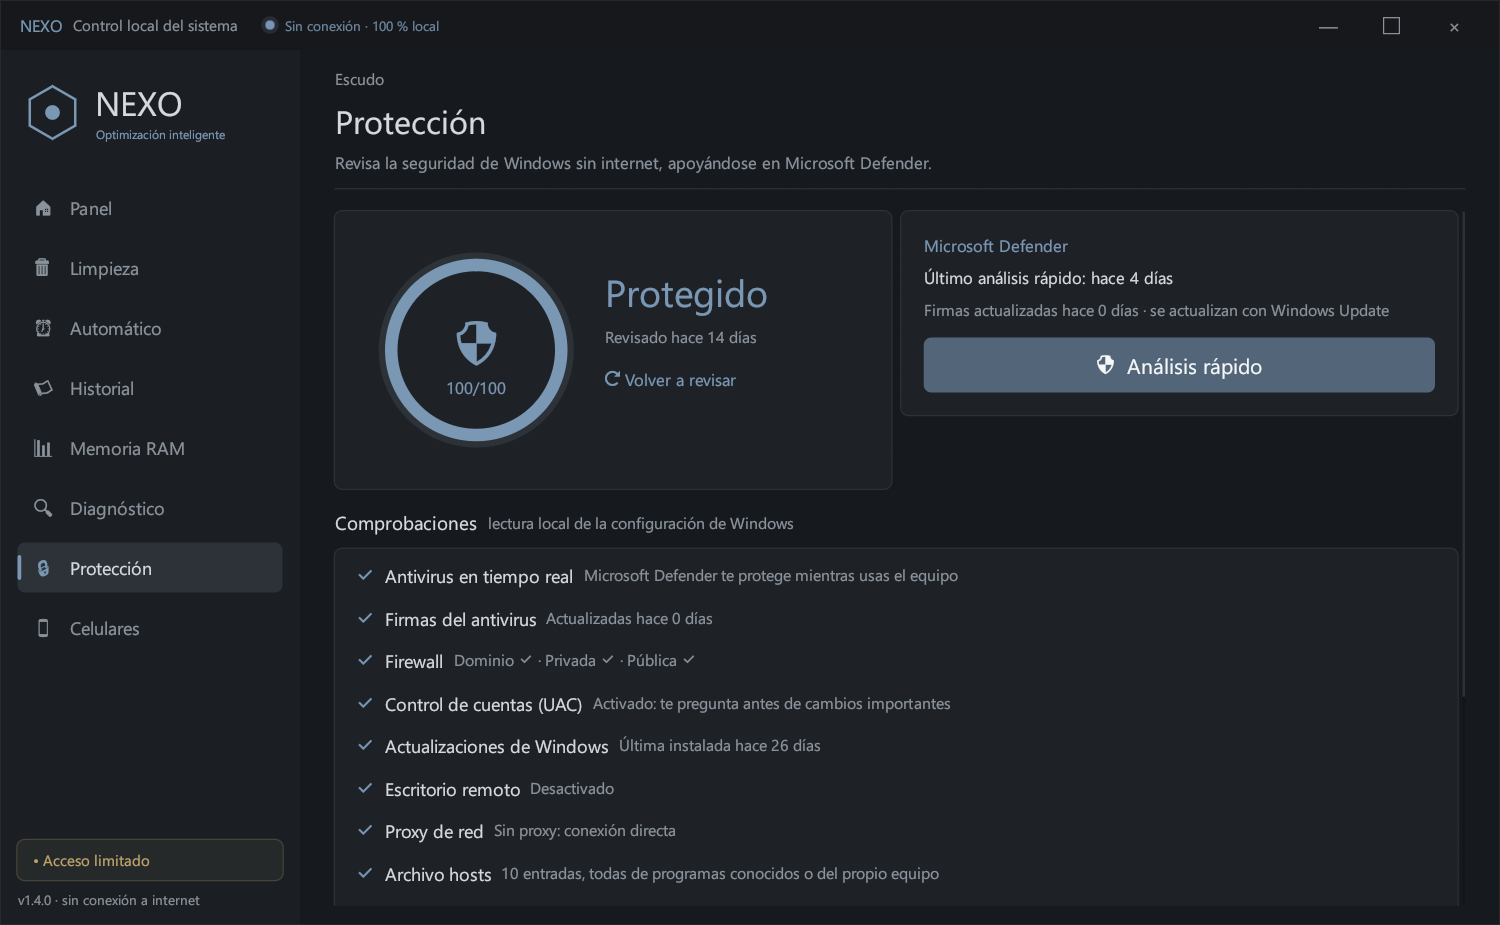 NEXO Control local del sistema Sin conexión · 100 % local
NEXO
Optimización inteligente
Panel
Limpieza
Automático
Historial
Memoria RAM
Diagnóstico
Protección
Celulares
• Acceso limitado
v1.4.0 · sin conexión a internet
Escudo
Protección
Revisa la seguridad de Windows sin internet, apoyándose en Microsoft Defender.
100/100
Protegido
Revisado hace 14 días
Volver a revisar
Microsoft Defender
Último análisis rápido: hace 4 días
Firmas actualizadas hace 0 días · se actualizan con Windows Update
Análisis rápido
Comprobaciones lectura local de la configuración de Windows
✓ Antivirus en tiempo real Microsoft Defender te protege mientras usas el equipo
✓ Firmas del antivirus Actualizadas hace 0 días
✓ Firewall Dominio ✓ · Privada ✓ · Pública ✓
✓ Control de cuentas (UAC) Activado: te pregunta antes de cambios importantes
✓ Actualizaciones de Windows Última instalada hace 26 días
✓ Escritorio remoto Desactivado
✓ Proxy de red Sin proxy: conexión directa
✓ Archivo hosts 10 entradas, todas de programas conocidos o del propio equipo